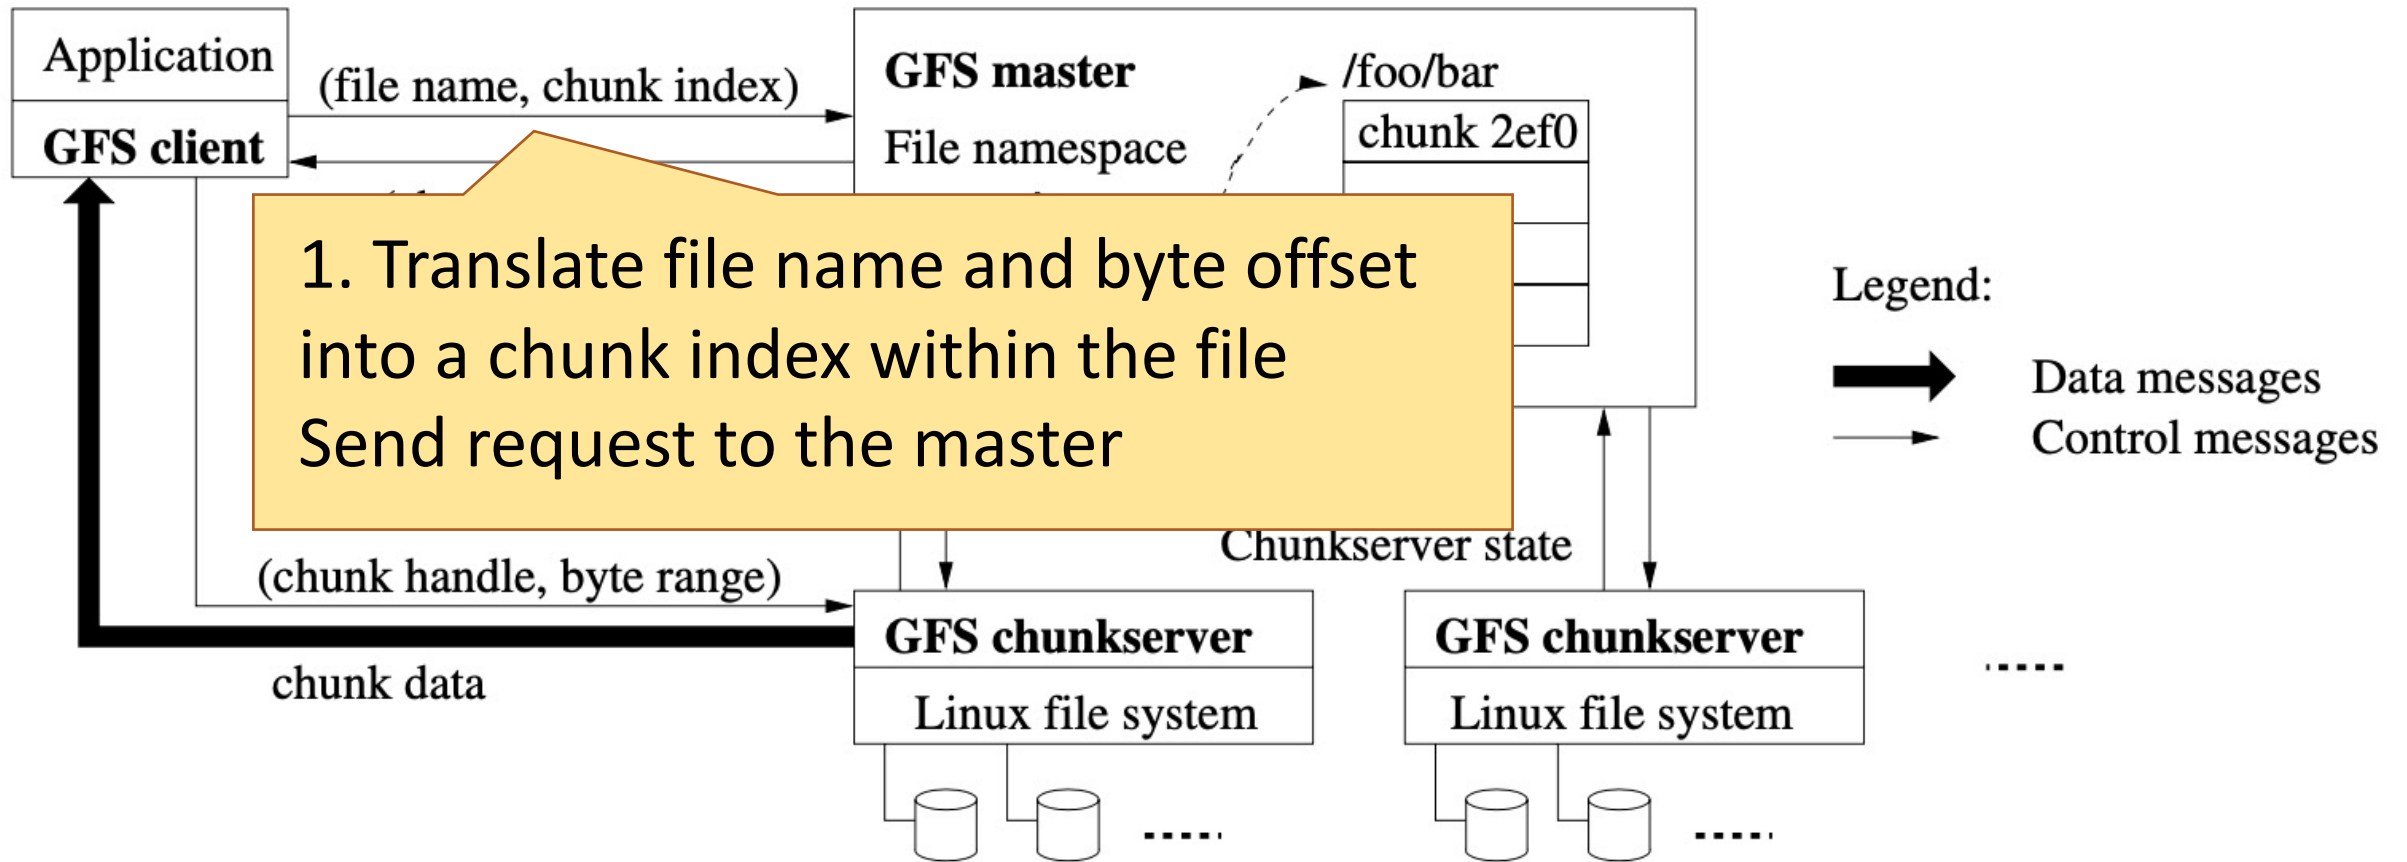 Application
(file name, chunk index)
GFS master
/foo/bar
GFS client
File namespace
chunk 2ef0
1. Translate file name and byte offset
into a chunk index within the file
Send request to the master
Legend:
Data messages
Control messages
Chunkserver state
(chunk handle, byte range)
GFS chunkserver
GFS chunkserver
chunk data
Linux file system
Linux file system